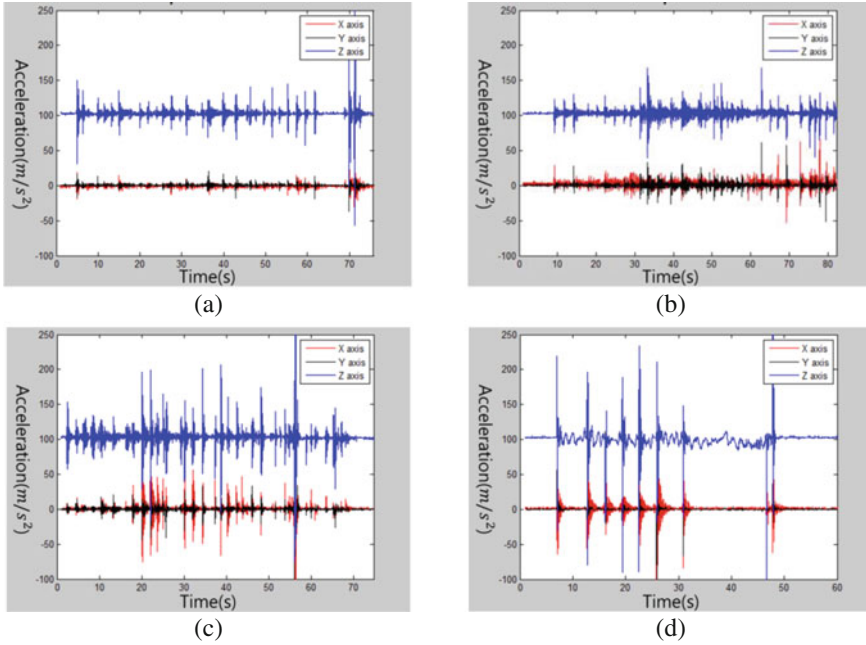 250
200
150
100
50
0
-50
-100
Acceleration(m/s²)
X axis
Y axis
Z axis
0 10 20 30 40 50 60 70
Time(s)
(a)
250
200
150
100
50
0
-50
-100
Acceleration(m/s²)
X axis
Y axis
Z axis
0 10 20 30 40 50 60 70 80
Time(s)
(b)
250
200
150
100
50
0
-50
-100
Acceleration(m/s²)
X axis
Y axis
Z axis
0 10 20 30 40 50 60 70
Time(s)
(c)
250
200
150
100
50
0
-50
-100
Acceleration(m/s²)
X axis
Y axis
Z axis
0 10 20 30 40 50 60
Time(s)
(d)